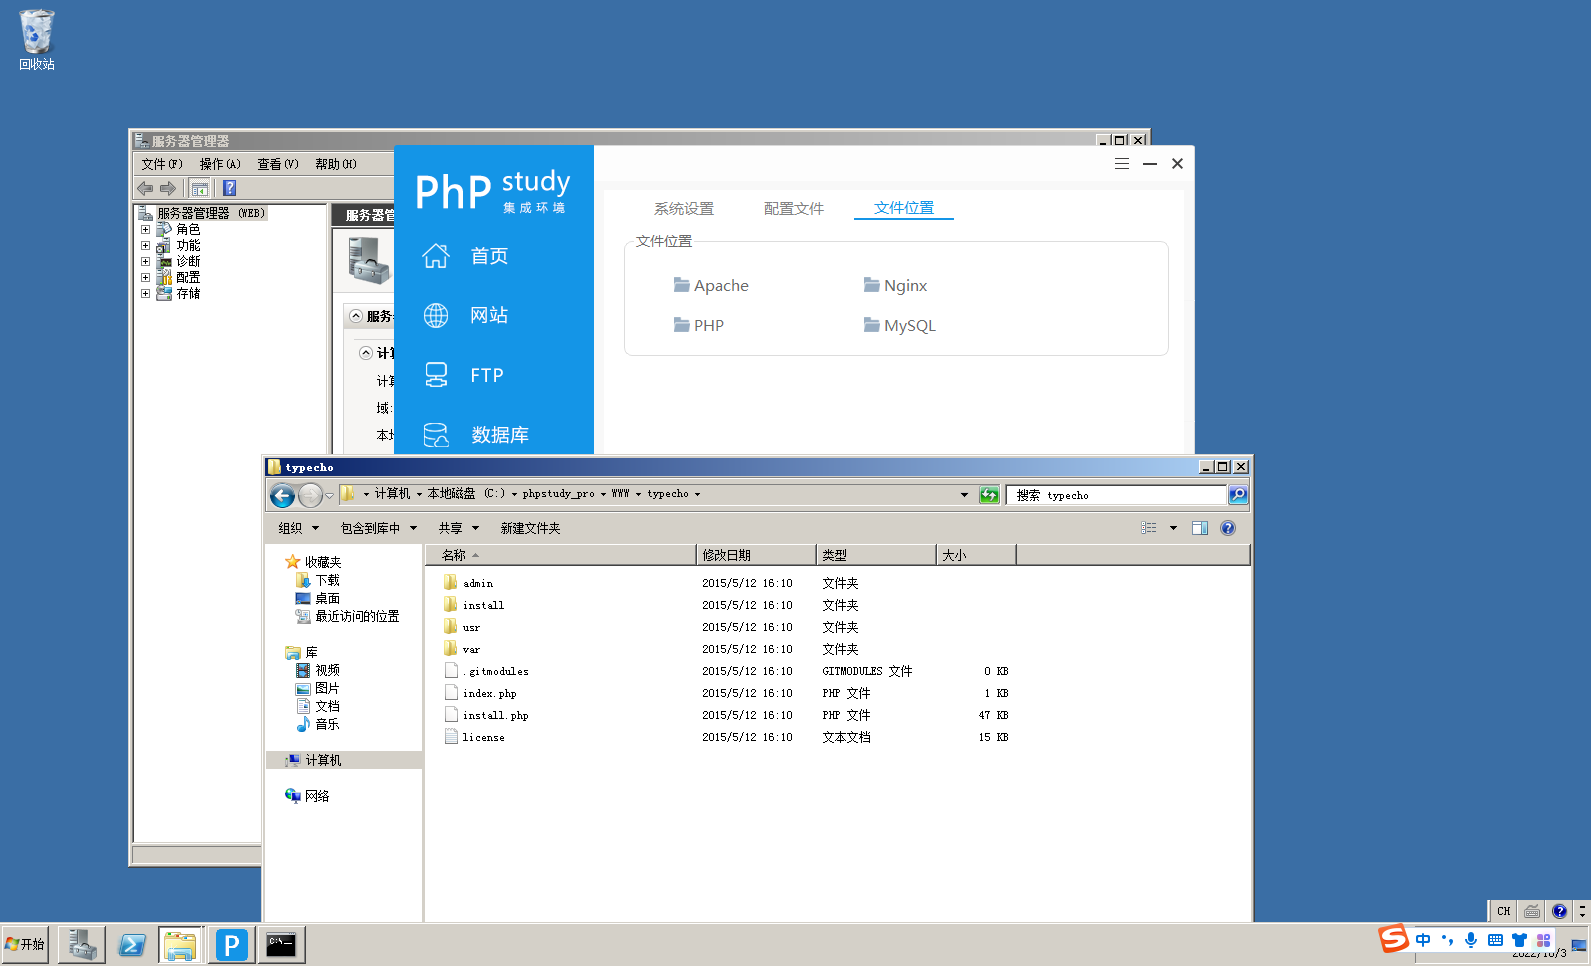 回收站
服务器管理器
文件(F) 操作(A) 查看(V) 帮助(H)
服务器管理器 (WEB)
角色
功能
诊断
配置
存储
服务器管
服务
计算
域:
本地
PhP study
集成环境
首页
网站
FTP
数据库
系统设置 配置文件 文件位置
文件位置
Apache Nginx
PHP MySQL
typecho
计算机 本地磁盘 (C:) phpstudy_pro WWW typecho
搜索 typecho
组织 包含到库中 共享 新建文件夹
收藏夹
下载
桌面
最近访问的位置
库
视频
图片
文档
音乐
计算机
网络
名称 修改日期 类型 大小
admin 2015/5/12 16:10 文件夹
install 2015/5/12 16:10 文件夹
usr 2015/5/12 16:10 文件夹
var 2015/5/12 16:10 文件夹
.gitmodules 2015/5/12 16:10 GITMODULES 文件 0 KB
index.php 2015/5/12 16:10 PHP 文件 1 KB
install.php 2015/5/12 16:10 PHP 文件 47 KB
license 2015/5/12 16:10 文本文档 15 KB
CH
开始
P
C:\
S 中
2022/10/3